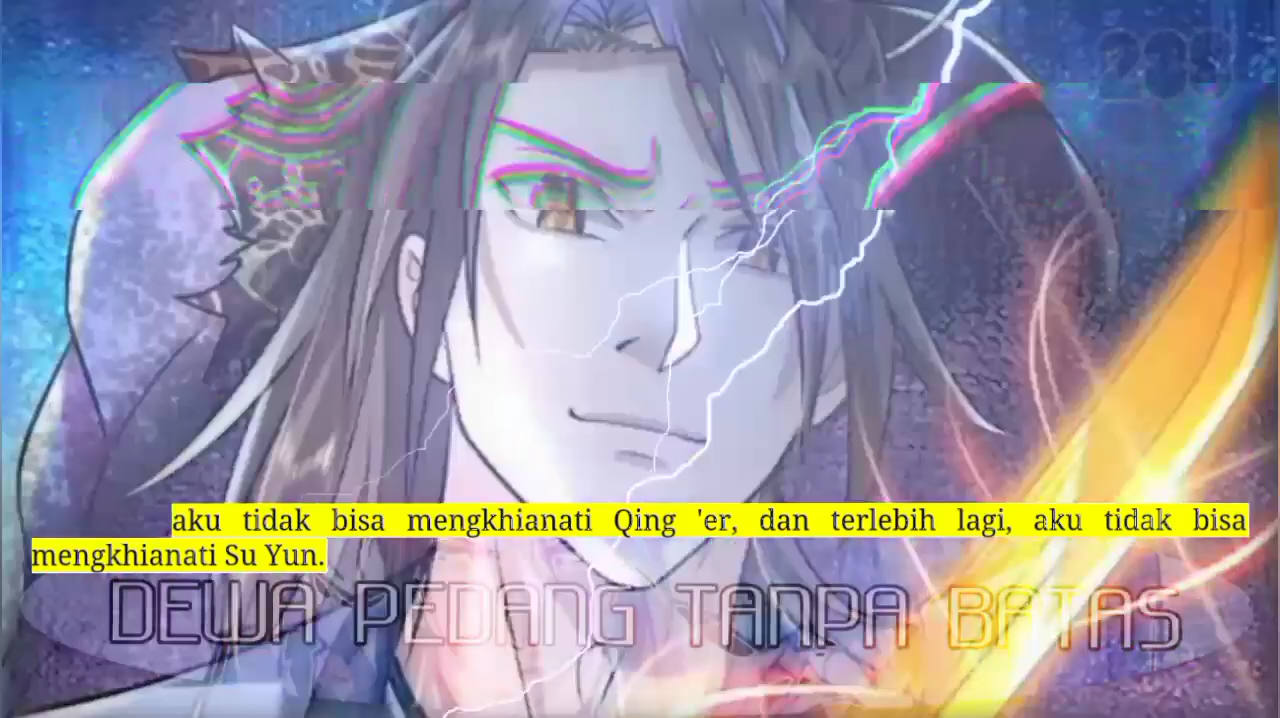 aku tidak bisa mengkhianati Qing 'er, dan terlebih lagi, aku tidak bisa
mengkhianati Su Yun.
DEWA PEDANG TANPA BATAS